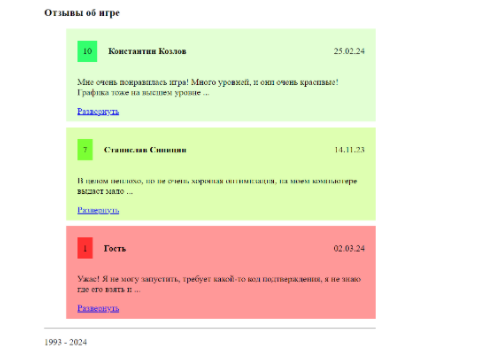 Отзывы об игре
10 Константин Козлов 25.02.24
Мне очень понравилась игра! Много уровней, и они очень красивые!
Графика тоже на высшем уровне ...
Развернуть
7 Станислав Синицин 14.11.23
В целом неплохо, но не очень хорошая оптимизация, на моем компьютере
выдает мало ...
Развернуть
1 Гость 02.03.24
Ужас! Я не могу запустить, требует какой-то код подтверждения, я не знаю
где его взять и ...
Развернуть
1993 - 2024